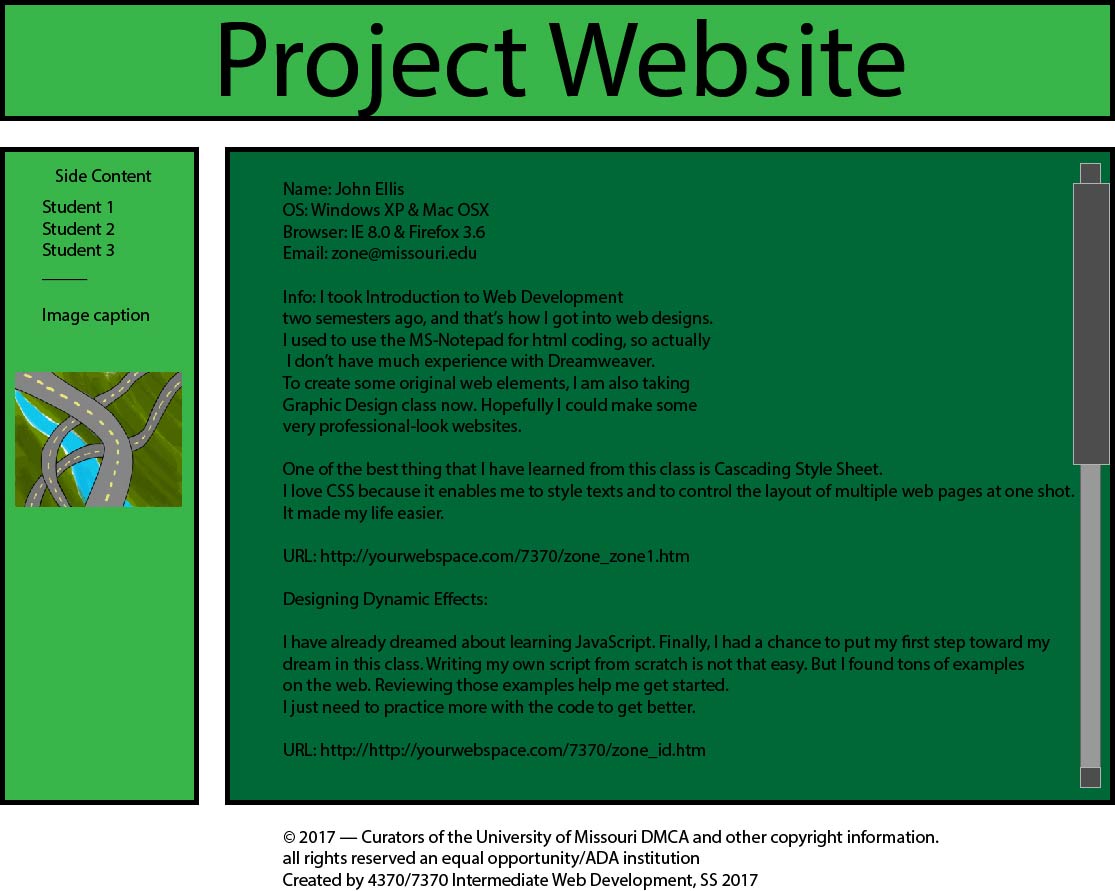 Project Website
Side Content
Student 1
Student 2
Student 3
Image caption
Name: John Ellis
OS: Windows XP & Mac OSX
Browser: IE 8.0 & Firefox 3.6
Email: zone@missouri.edu
Info: I took Introduction to Web Development
two semesters ago, and that’s how I got into web designs.
I used to use the MS-Notepad for html coding, so actually
I don’t have much experience with Dreamweaver.
To create some original web elements, I am also taking
Graphic Design class now. Hopefully I could make some
very professional-look websites.
One of the best thing that I have learned from this class is Cascading Style Sheet.
I love CSS because it enables me to style texts and to control the layout of multiple web pages at one shot.
It made my life easier.
URL: http://yourwebspace.com/7370/zone_zone1.htm
Designing Dynamic Effects:
I have already dreamed about learning JavaScript. Finally, I had a chance to put my first step toward my
dream in this class. Writing my own script from scratch is not that easy. But I found tons of examples
on the web. Reviewing those examples help me get started.
I just need to practice more with the code to get better.
URL: http://http://yourwebspace.com/7370/zone_id.htm
© 2017 — Curators of the University of Missouri DMCA and other copyright information.
all rights reserved an equal opportunity/ADA institution
Created by 4370/7370 Intermediate Web Development, SS 2017